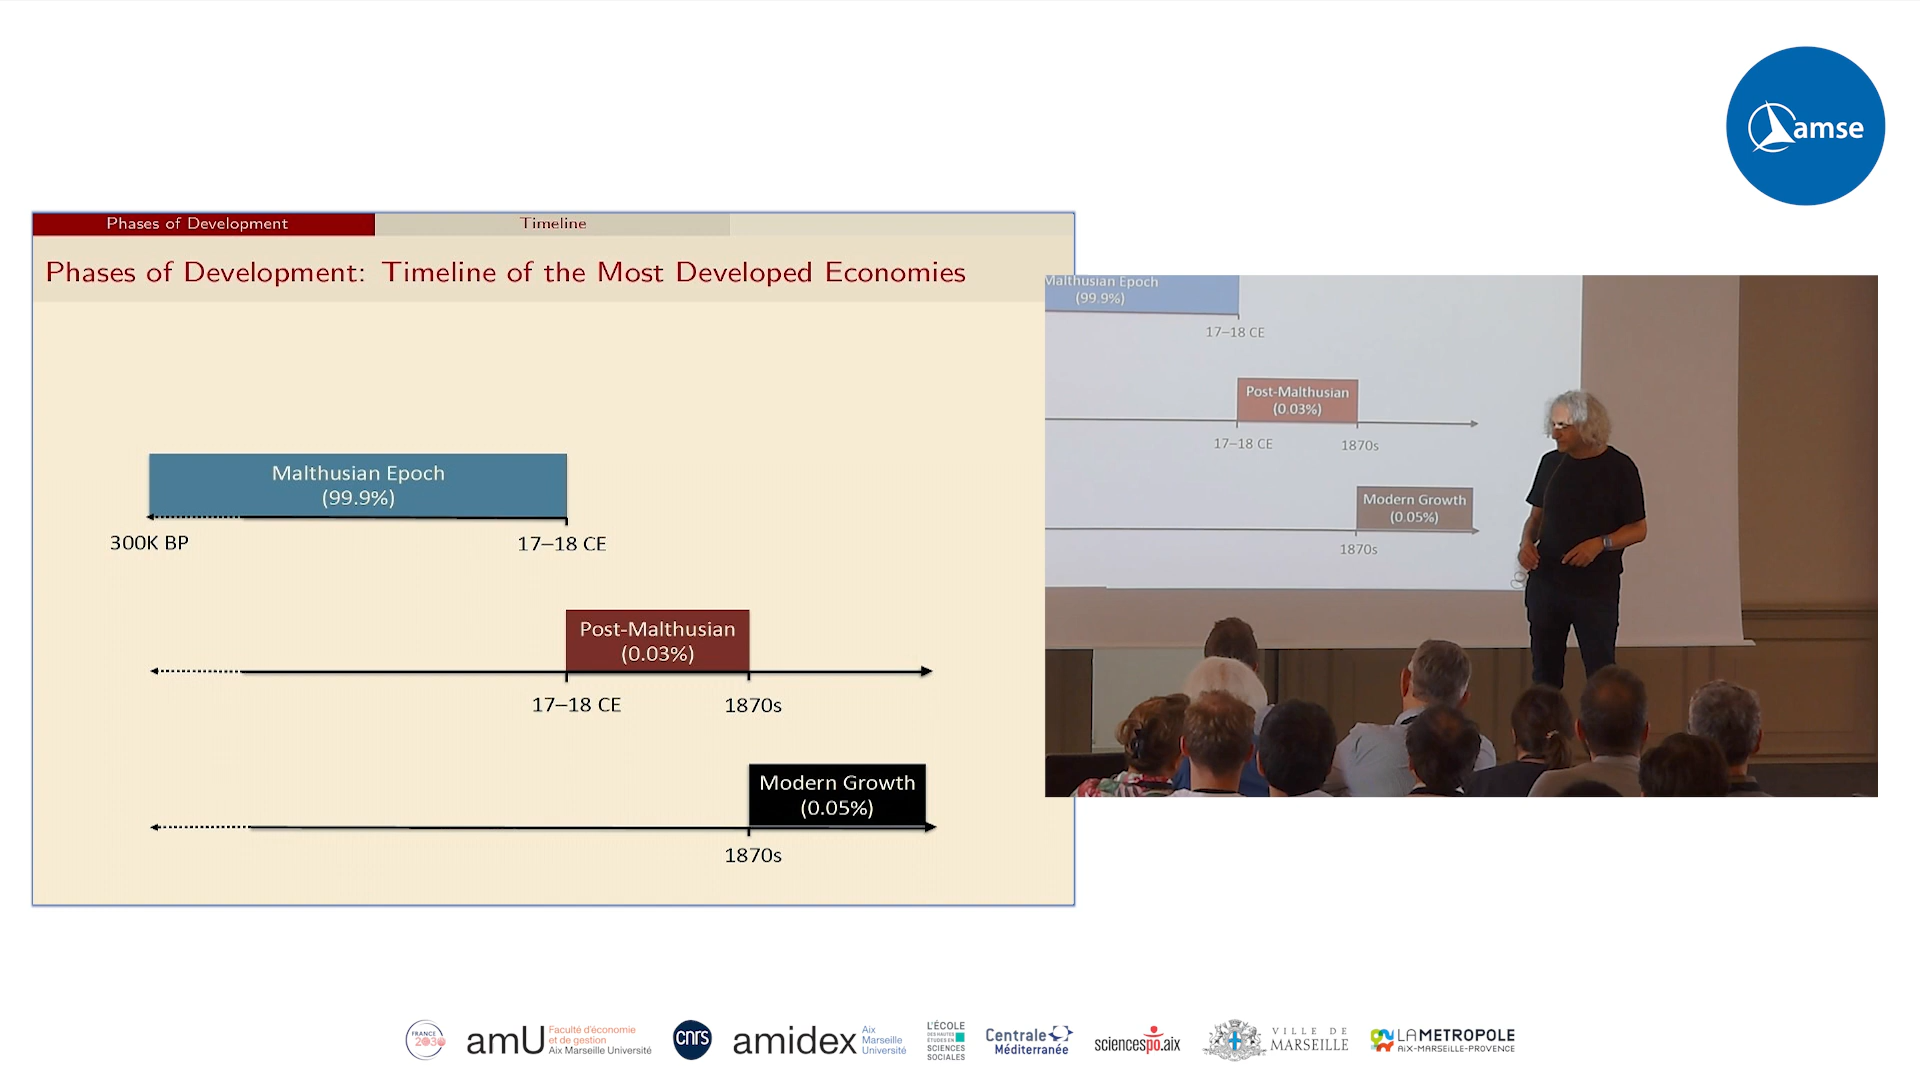 amse
Phases of Development
Timeline
Phases of Development: Timeline of the Most Developed Economies
Malthusian Epoch
(99.9%)
300K BP
17–18 CE
Post-Malthusian
(0.03%)
17–18 CE
1870s
Modern Growth
(0.05%)
1870s
Malthusian Epoch
(99.9%)
17–18 CE
Post-Malthusian
(0.03%)
17–18 CE
1870s
Modern Growth
(0.05%)
1870s
FRANCE
2030
amU
Faculté d'économie
et de gestion
Aix Marseille Université
cnrs
amidex
Aix
Marseille
Université
L'ÉCOLE
DES HAUTES
ÉTUDES EN
SCIENCES
SOCIALES
Centrale
Méditerranée
sciencespo.aix
VILLE DE
MARSEILLE
LAMETROPOLE
AIX-MARSEILLE-PROVENCE